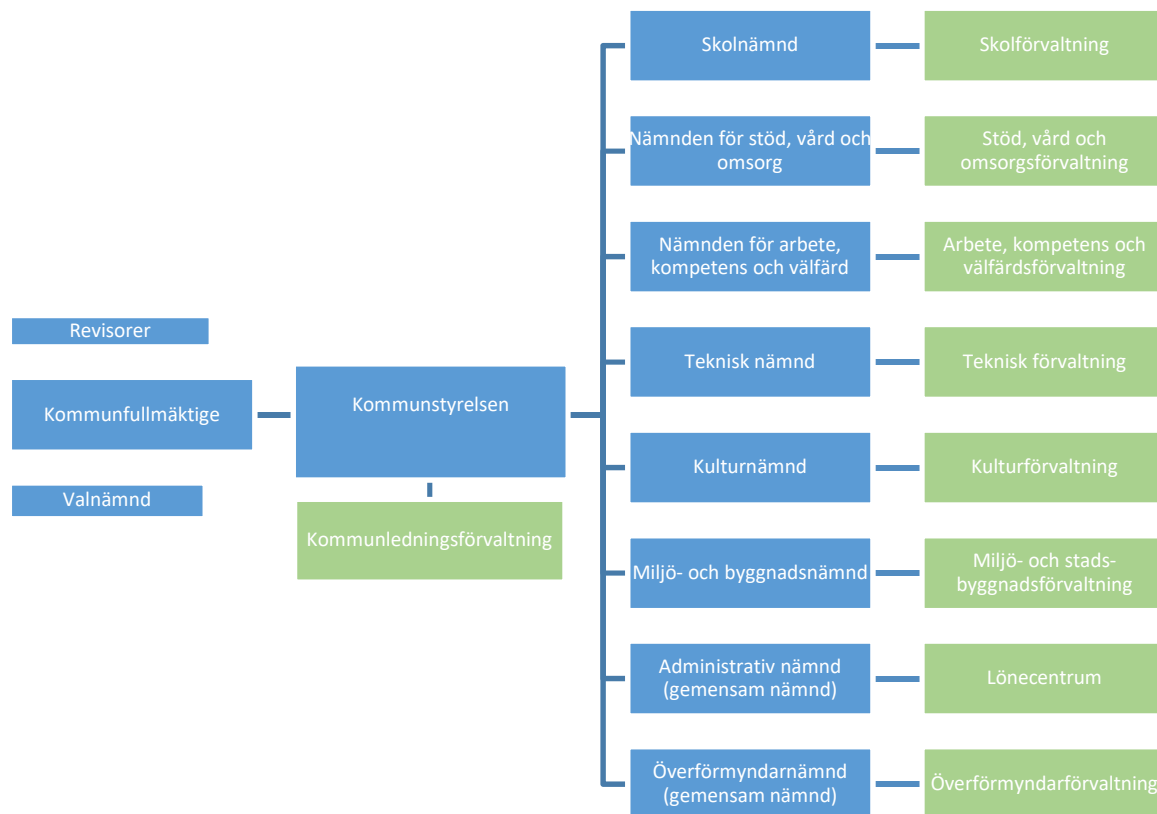 Revisorer
Kommunfullmäktige
Valnämnd
Kommunstyrelsen
Kommunledningsförvaltning
Skolnämnd
Skolförvaltning
Nämnden för stöd, vård och
omsorg
Stöd, vård och
omsorgsförvaltning
Nämnden för arbete,
kompetens och välfärd
Arbete, kompetens och
välfärdsförvaltning
Teknisk nämnd
Teknisk förvaltning
Kulturnämnd
Kulturförvaltning
Miljö- och byggnadsnämnd
Miljö- och stads-
byggnadsförvaltning
Administrativ nämnd
(gemensam nämnd)
Lönecentrum
Överförmyndarnämnd
(gemensam nämnd)
Överförmyndarförvaltning